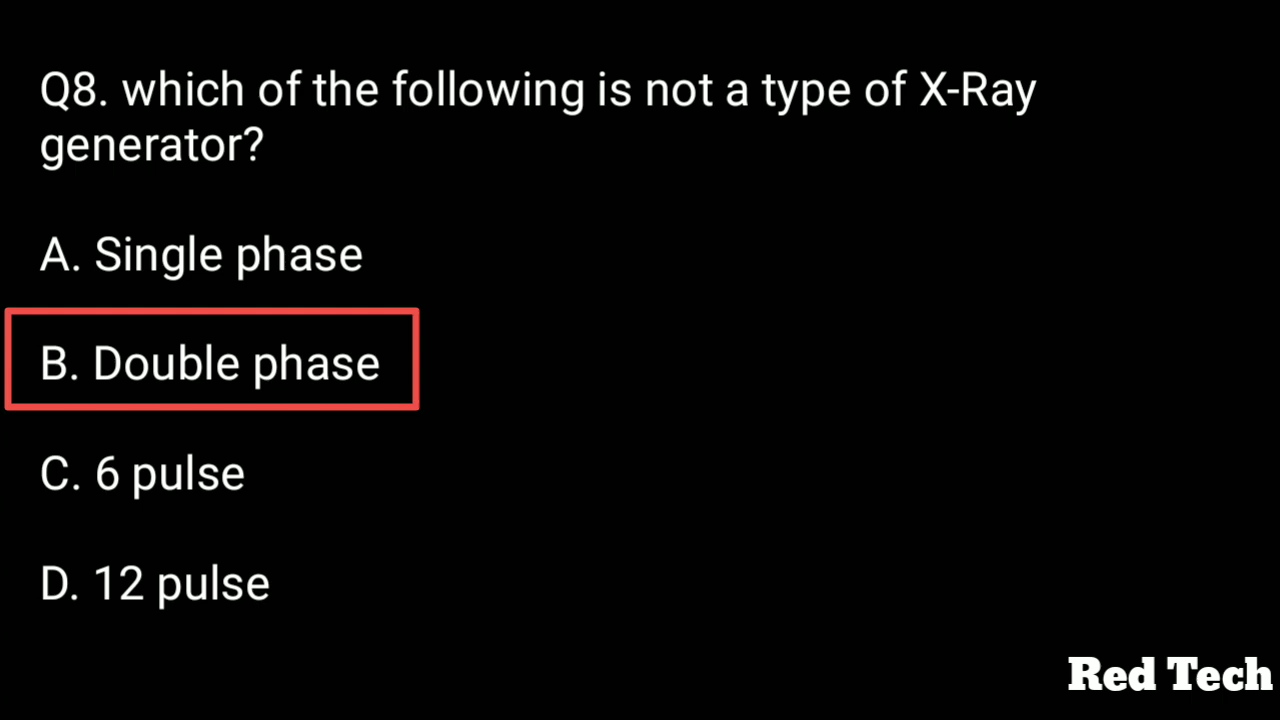 Q8. which of the following is not a type of X-Ray
generator?
A. Single phase
B. Double phase
C. 6 pulse
D. 12 pulse
Red Tech